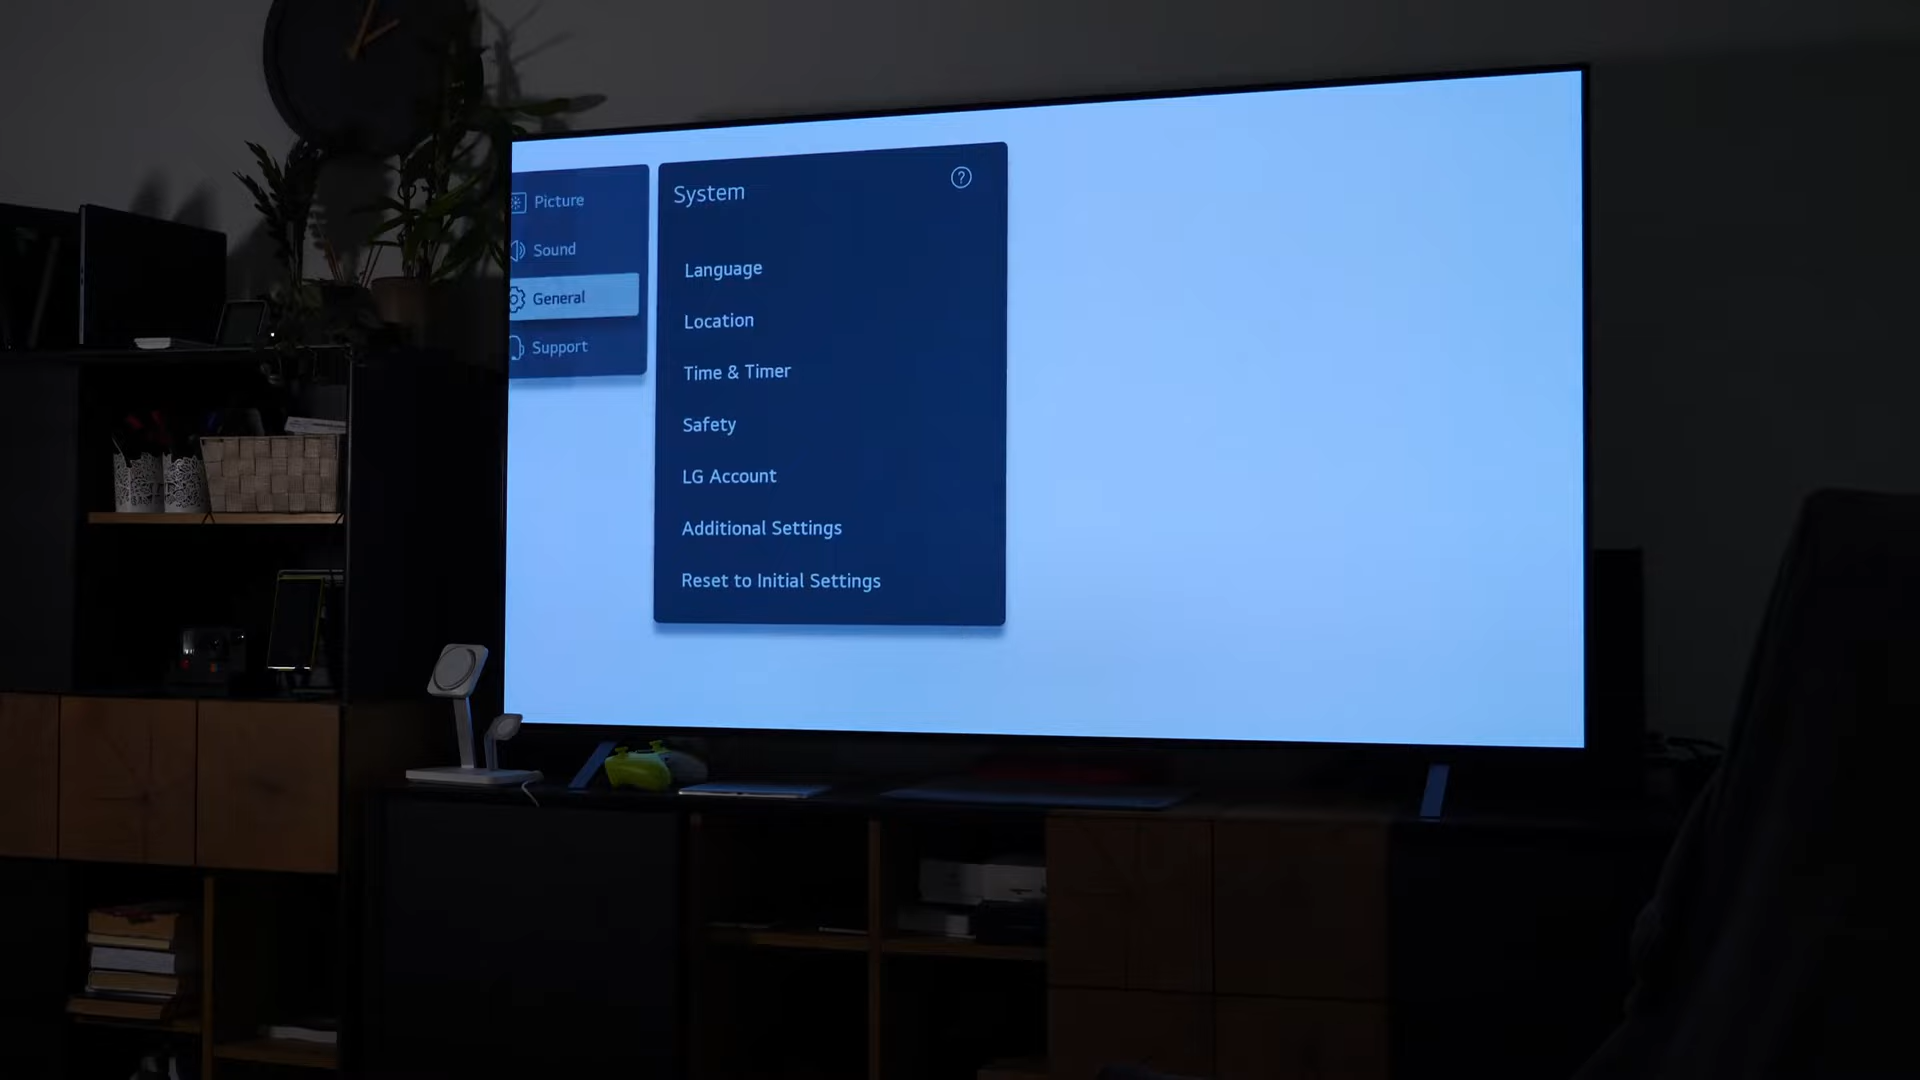 Picture
Sound
General
Support
System
?
Language
Location
Time & Timer
Safety
LG Account
Additional Settings
Reset to Initial Settings